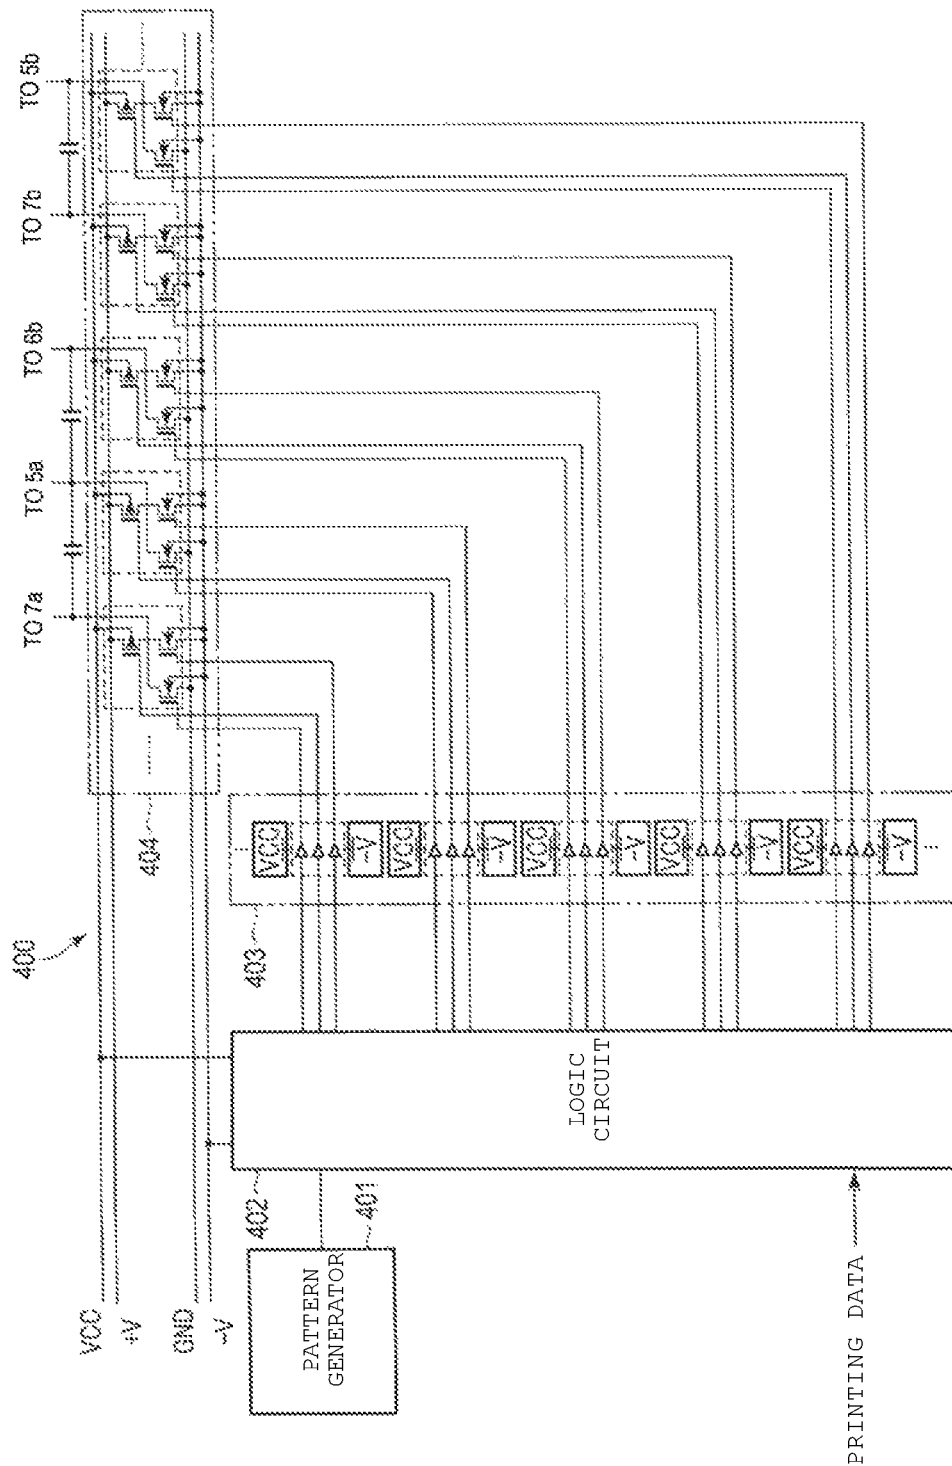 400
VCC
+V
GND
-V
404
TO 7a
TO 5a
TO 6b
TO 7b
TO 5b
PATTERN
GENERATOR
401
402
LOGIC
CIRCUIT
403
VCC
-V
VCC
-V
VCC
-V
VCC
-V
VCC
-V
PRINTING DATA